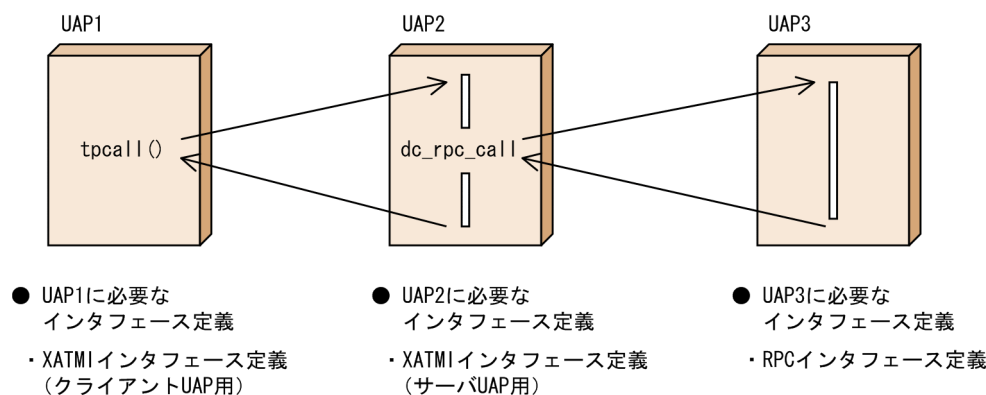 UAP1
UAP2
UAP3
tpcall()
dc_rpc_call
● UAP1に必要な
インタフェース定義
・XATMIインタフェース定義
（クライアントUAP用）
● UAP2に必要な
インタフェース定義
・XATMIインタフェース定義
（サーバUAP用）
● UAP3に必要な
インタフェース定義
・RPCインタフェース定義